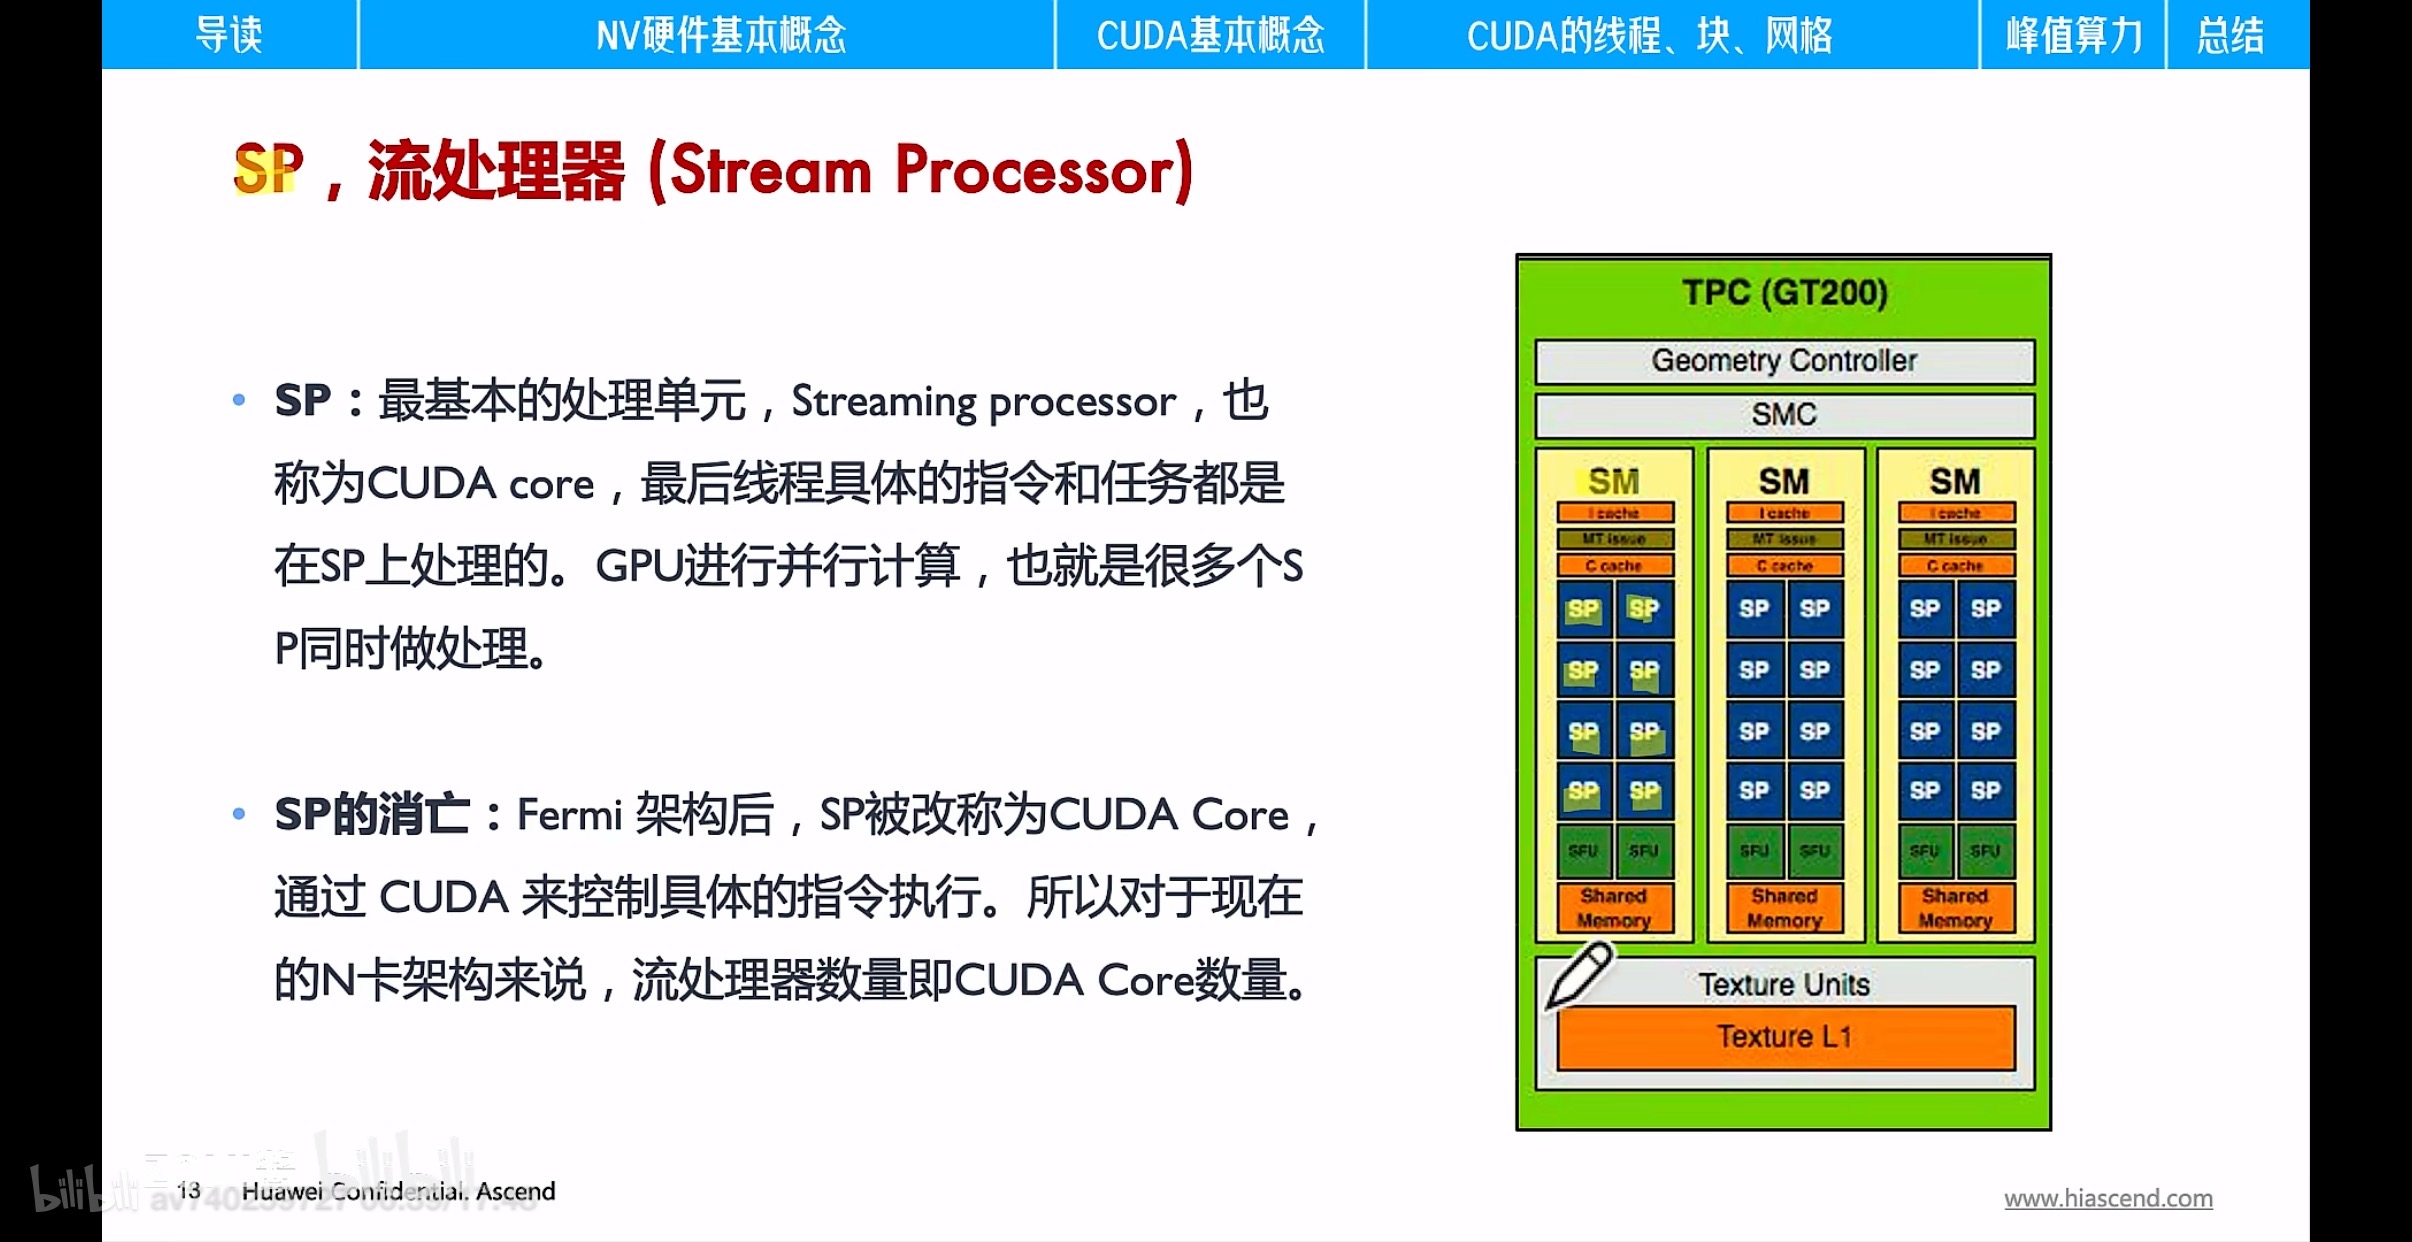 导读 NV硬件基本概念 CUDA基本概念 CUDA的线程、块、网格 峰值算力 总结
SP，流处理器 (Stream Processor)
• SP：最基本的处理单元，Streaming processor，也
称为CUDA core，最后线程具体的指令和任务都是
在SP上处理的。GPU进行并行计算，也就是很多个S
P同时做处理。
• SP的消亡：Fermi 架构后，SP被改称为CUDA Core，
通过 CUDA 来控制具体的指令执行。所以对于现在
的N卡架构来说，流处理器数量即CUDA Core数量。
TPC (GT200)
Geometry Controller
SMC
SM SM SM
I cache I cache I cache
MT issue MT issue MT issue
C cache C cache C cache
SP SP SP SP SP SP
SP SP SP SP SP SP
SP SP SP SP SP SP
SP SP SP SP SP SP
SFU SFU SFU SFU SFU SFU
Shared Shared Shared
Memory Memory Memory
Texture Units
Texture L1
bilibili
13 Huawei Confidential. Ascend
www.hiascend.com